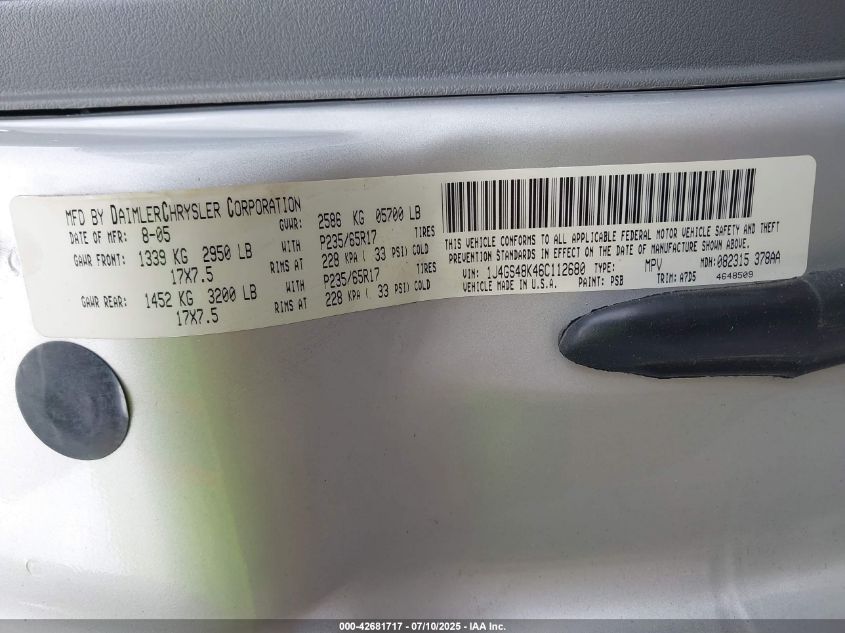 MFD BY DAIMLERCHRYSLER CORPORATION
DATE OF MFR: 8-05 GVWR: 2586 KG 05700 LB
GAWR FRONT: 1339 KG 2950 LB WITH P235/65R17 TIRES
17X7.5 RIMS AT 228 KPA ( 33 PSI) COLD
GAWR REAR: 1452 KG 3200 LB WITH P235/65R17 TIRES
17X7.5 RIMS AT 228 KPA ( 33 PSI) COLD
THIS VEHICLE CONFORMS TO ALL APPLICABLE FEDERAL MOTOR VEHICLE SAFETY AND THEFT
PREVENTION STANDARDS IN EFFECT ON THE DATE OF MANUFACTURE SHOWN ABOVE.
VIN: 1J4GS48K46C112680 TYPE: MPV MDH: 082315 378AA
VEHICLE MADE IN U.S.A. PAINT: PSB TRIM: A7DS 4648509
000-42681717 - 07/10/2025 - IAA Inc.